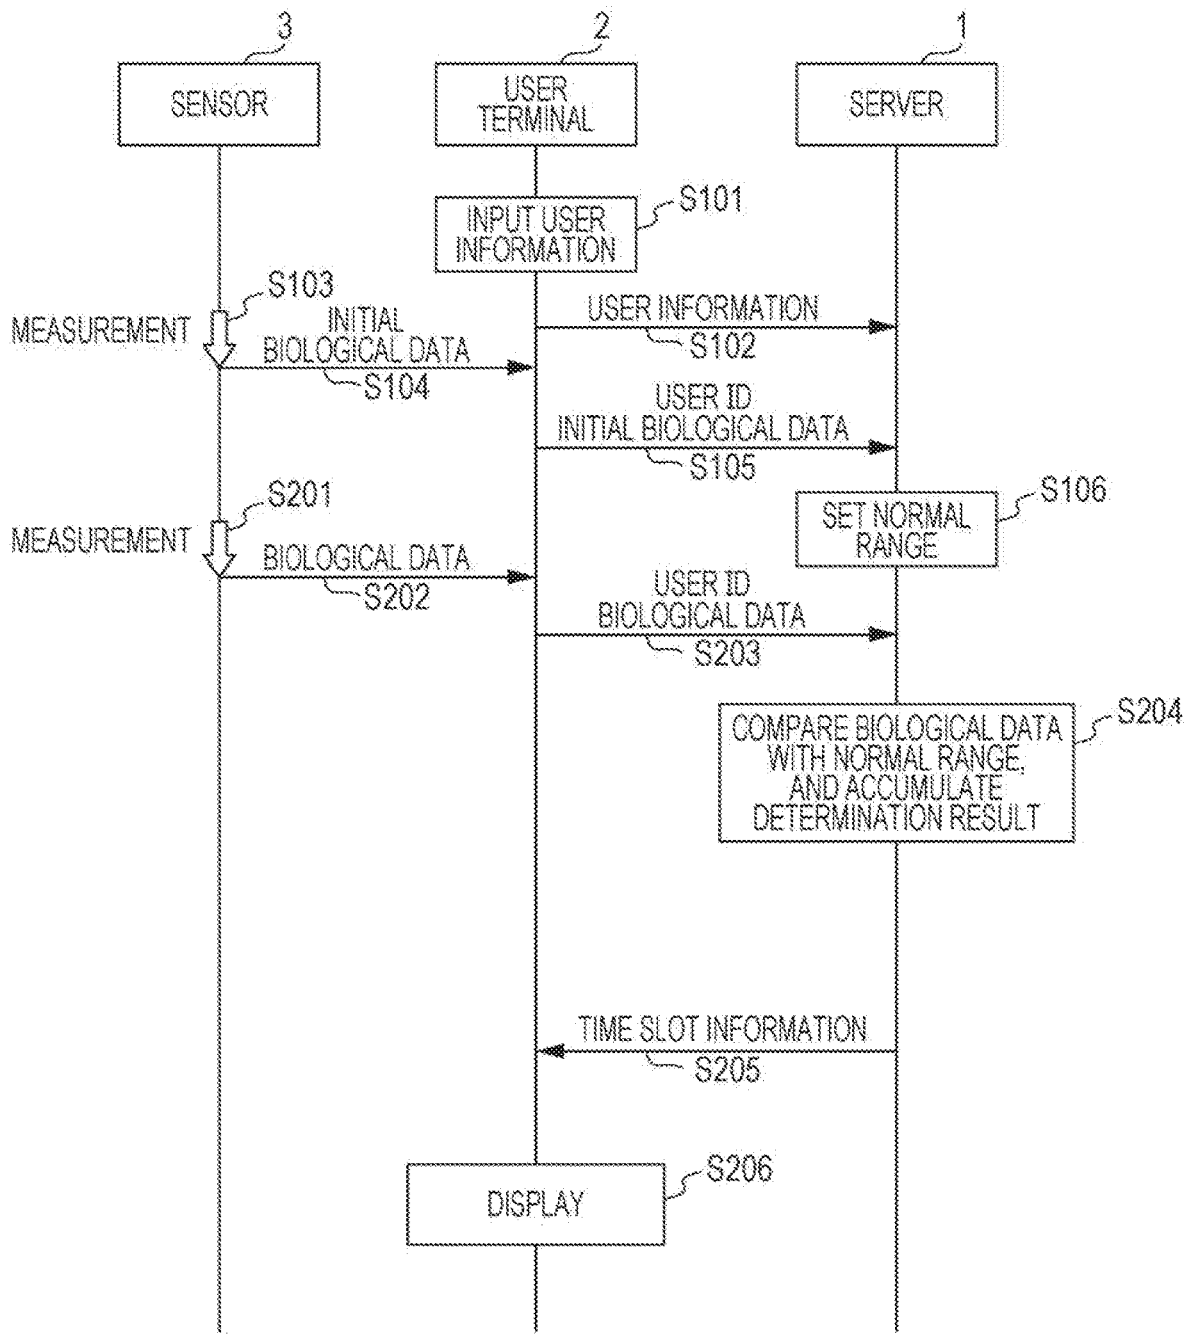 3
2
1
SENSOR
USER
TERMINAL
SERVER
INPUT USER
INFORMATION
S101
S103
MEASUREMENT
INITIAL
BIOLOGICAL DATA
S104
USER INFORMATION
S102
USER ID
INITIAL BIOLOGICAL DATA
S105
S106
SET NORMAL
RANGE
S201
MEASUREMENT
BIOLOGICAL DATA
S202
USER ID
BIOLOGICAL DATA
S203
S204
COMPARE BIOLOGICAL DATA
WITH NORMAL RANGE,
AND ACCUMULATE
DETERMINATION RESULT
TIME SLOT INFORMATION
S205
S206
DISPLAY